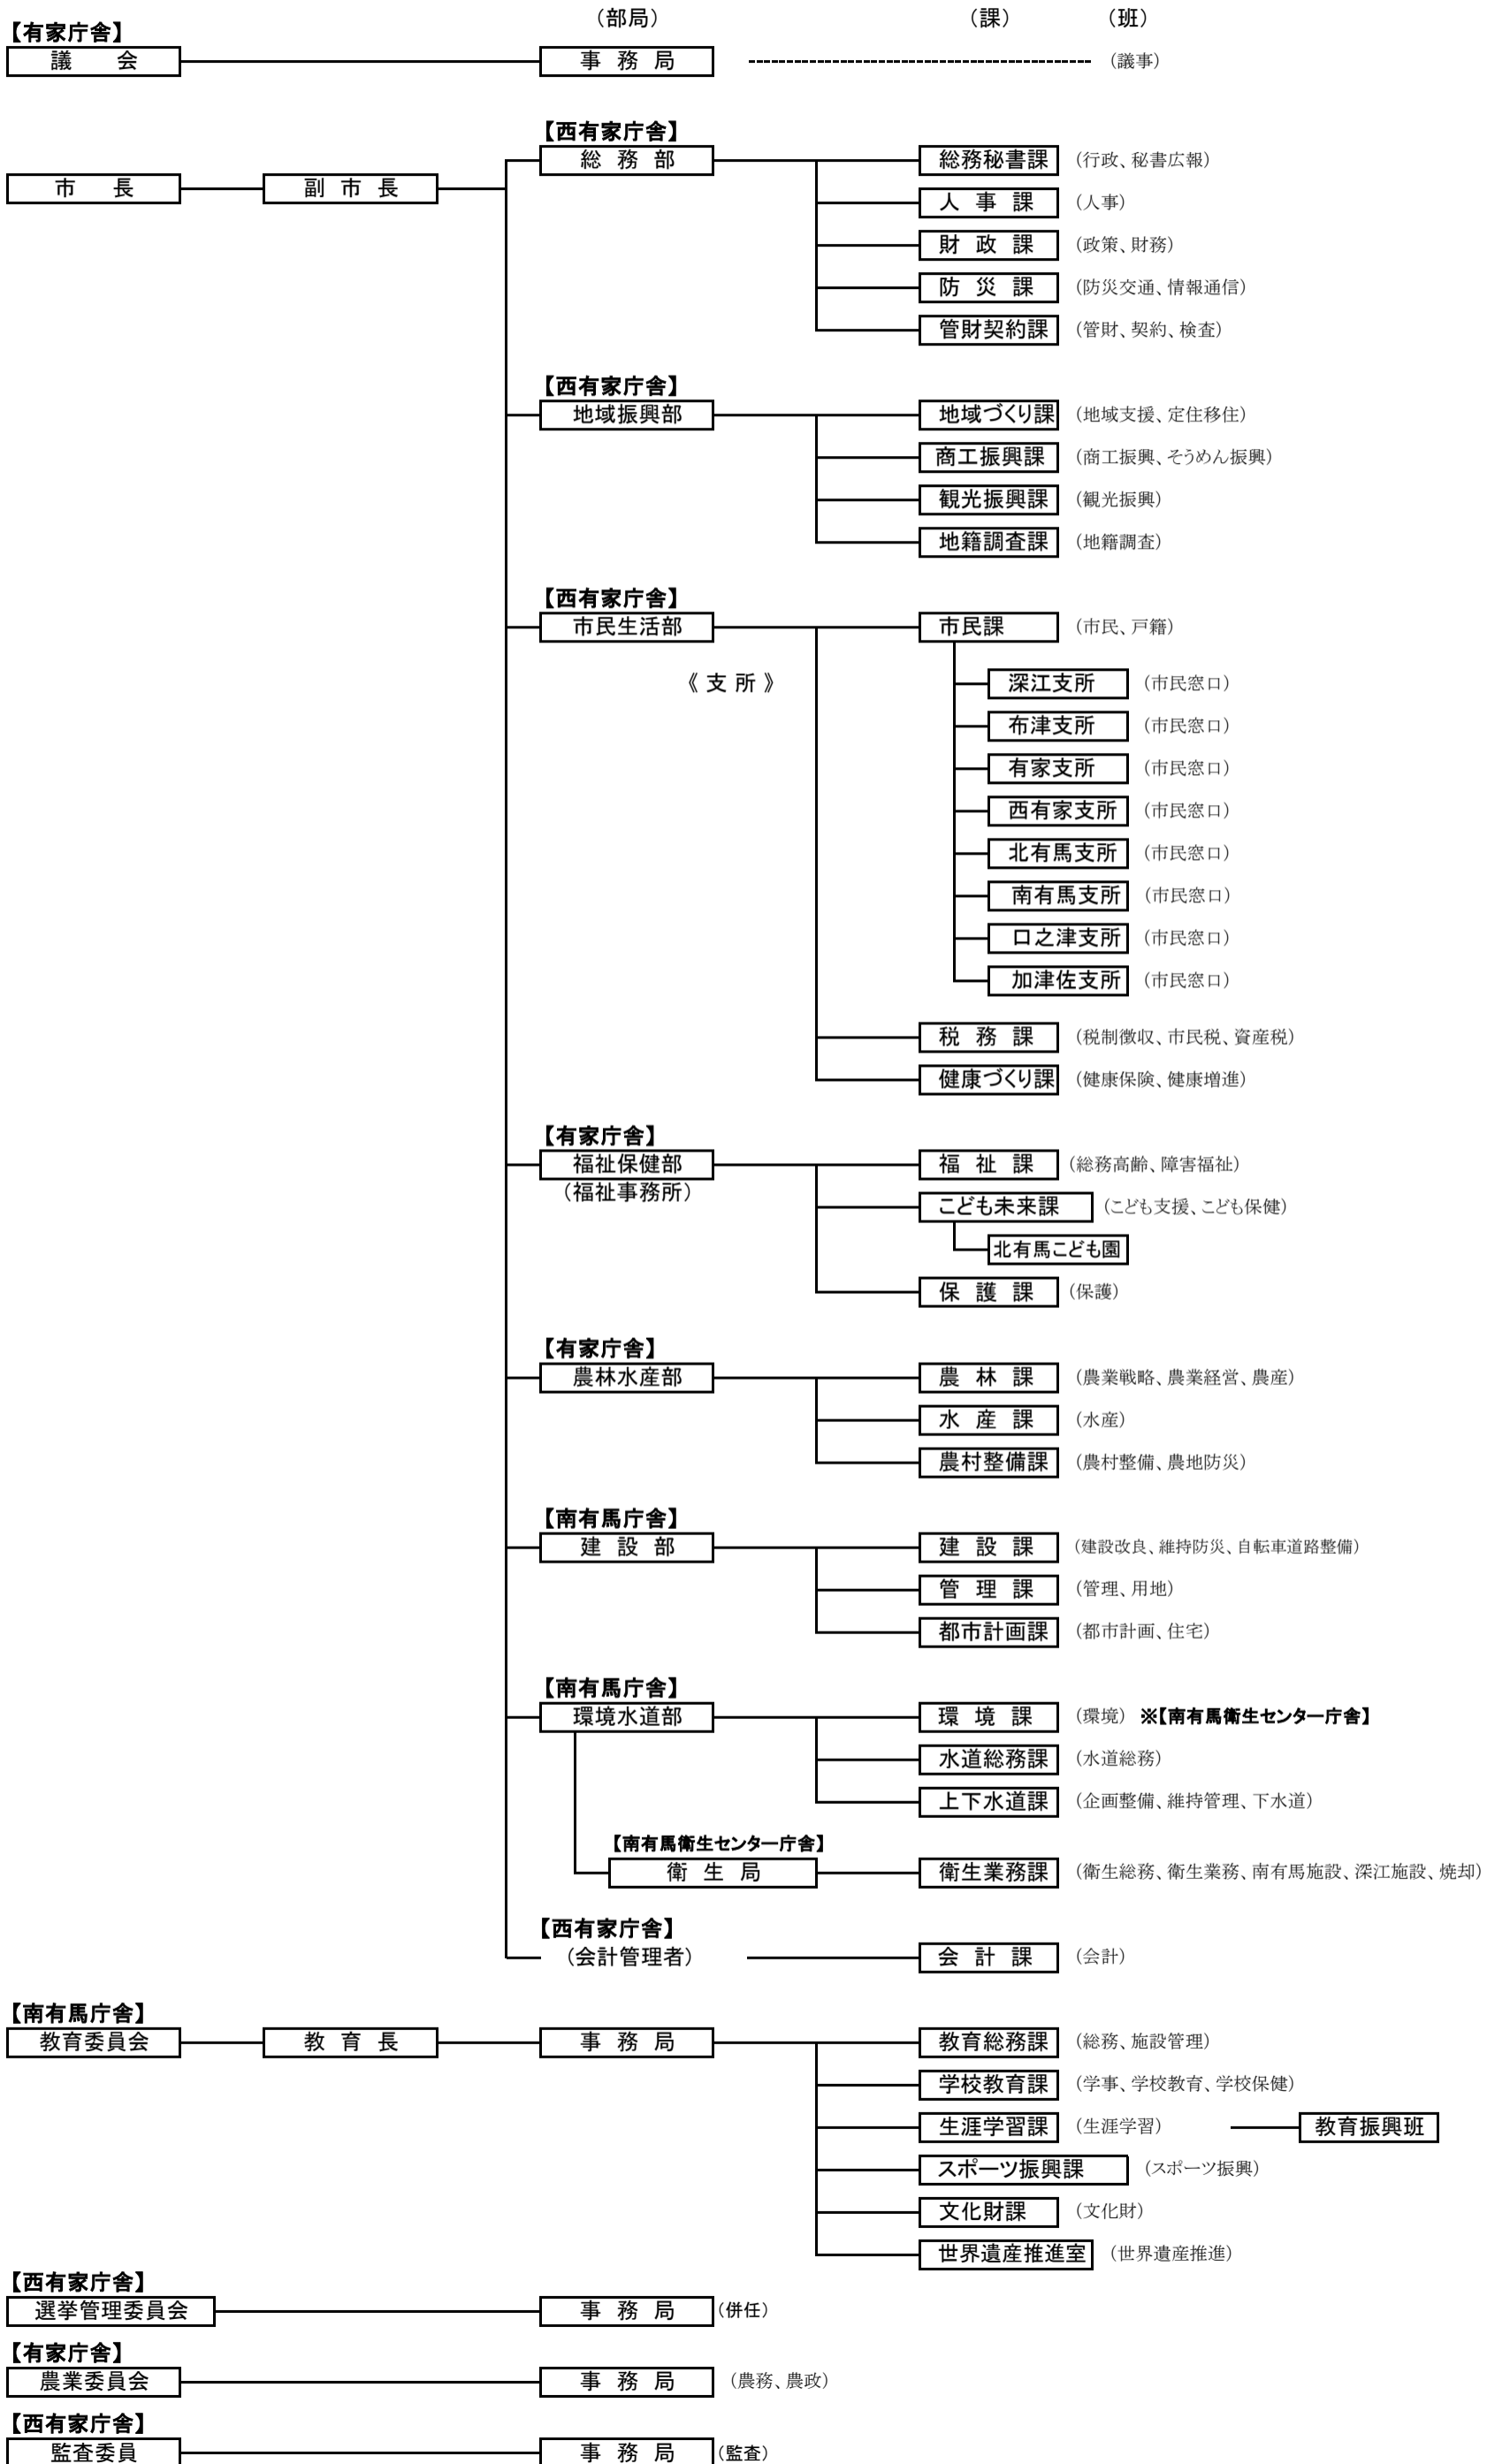 （部局） （課） （班）
【有家庁舎】
議 会 事 務 局 （議事）
【西有家庁舎】
総 務 部 総務秘書課 （行政、秘書広報）
市 長 副 市 長
人 事 課 （人事）
財 政 課 （政策、財務）
防 災 課 （防災交通、情報通信）
管財契約課 （管財、契約、検査）
【西有家庁舎】
地域振興部 地域づくり課 （地域支援、定住移住）
商工振興課 （商工振興、そうめん振興）
観光振興課 （観光振興）
地籍調査課 （地籍調査）
【西有家庁舎】
市民生活部 市民課 （市民、戸籍）
《 支 所 》 深江支所 （市民窓口）
布津支所 （市民窓口）
有家支所 （市民窓口）
西有家支所 （市民窓口）
北有馬支所 （市民窓口）
南有馬支所 （市民窓口）
口之津支所 （市民窓口）
加津佐支所 （市民窓口）
税 務 課 （税制徴収、市民税、資産税）
健康づくり課 （健康保険、健康増進）
【有家庁舎】
福祉保健部 福 祉 課 （総務高齢、障害福祉）
（福祉事務所） こども未来課 （こども支援、こども保健）
北有馬こども園
保 護 課 （保護）
【有家庁舎】
農林水産部 農 林 課 （農業戦略、農業経営、農産）
水 産 課 （水産）
農村整備課 （農村整備、農地防災）
【南有馬庁舎】
建 設 部 建 設 課 （建設改良、維持防災、自転車道路整備）
管 理 課 （管理、用地）
都市計画課 （都市計画、住宅）
【南有馬庁舎】
環境水道部 環 境 課 （環境） ※【南有馬衛生センター庁舎】
水道総務課 （水道総務）
上下水道課 （企画整備、維持管理、下水道）
【南有馬衛生センター庁舎】
衛 生 局 衛生業務課 （衛生総務、衛生業務、南有馬施設、深江施設、焼却）
【西有家庁舎】
（会計管理者） 会 計 課 （会計）
【南有馬庁舎】
教育委員会 教 育 長 事 務 局 教育総務課 （総務、施設管理）
学校教育課 （学事、学校教育、学校保健）
生涯学習課 （生涯学習） 教育振興班
スポーツ振興課 （スポーツ振興）
文化財課 （文化財）
世界遺産推進室 （世界遺産推進）
【西有家庁舎】
選挙管理委員会 事 務 局 （併任）
【有家庁舎】
農業委員会 事 務 局 （農務、農政）
【西有家庁舎】
監査委員 事 務 局 （監査）